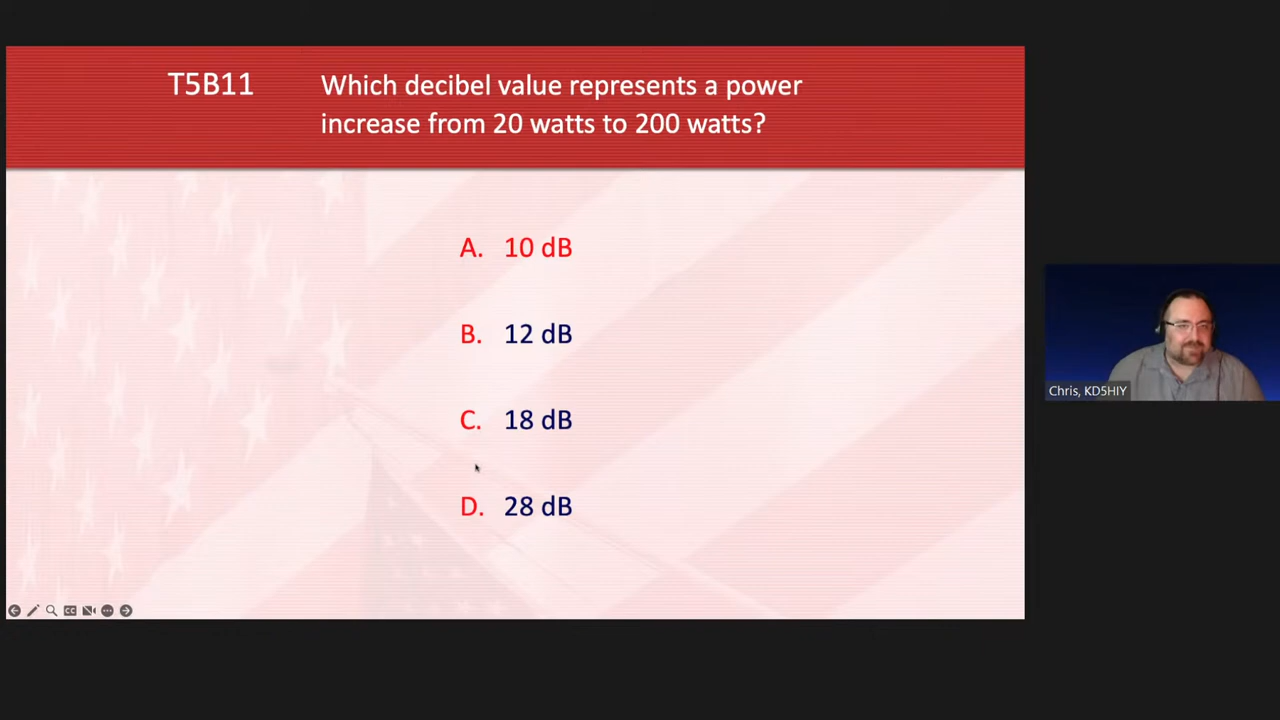 T5B11
Which decibel value represents a power
increase from 20 watts to 200 watts?
A. 10 dB
B. 12 dB
C. 18 dB
D. 28 dB
Chris, KD5HIY
CC